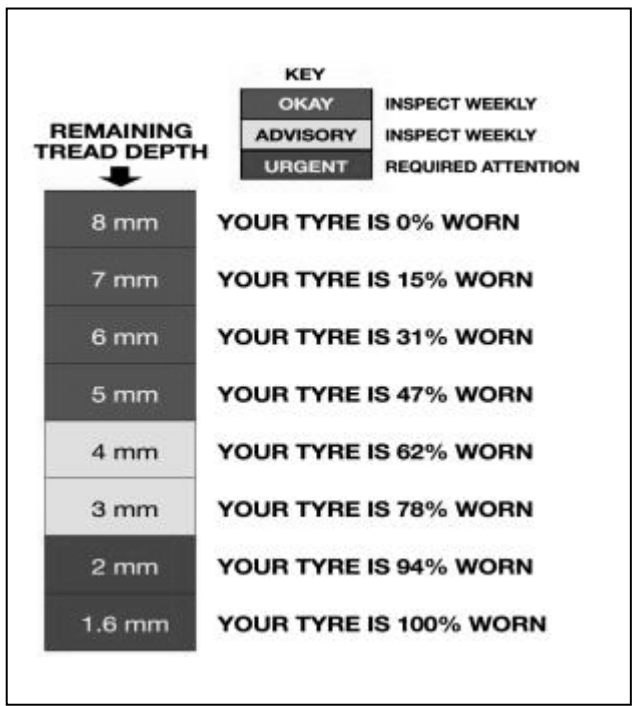 KEY
OKAY INSPECT WEEKLY
ADVISORY INSPECT WEEKLY
URGENT REQUIRED ATTENTION
REMAINING
TREAD DEPTH
8 mm YOUR TYRE IS 0% WORN
7 mm YOUR TYRE IS 15% WORN
6 mm YOUR TYRE IS 31% WORN
5 mm YOUR TYRE IS 47% WORN
4 mm YOUR TYRE IS 62% WORN
3 mm YOUR TYRE IS 78% WORN
2 mm YOUR TYRE IS 94% WORN
1.6 mm YOUR TYRE IS 100% WORN